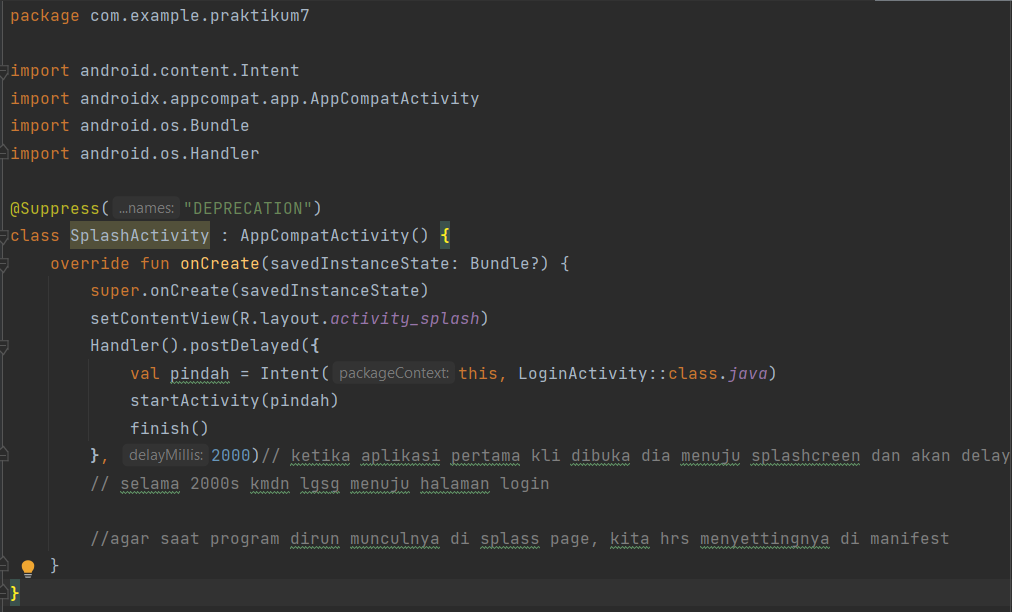 package com.example.praktikum7
import android.content.Intent
import androidx.appcompat.app.AppCompatActivity
import android.os.Bundle
import android.os.Handler
@Suppress( ...names: "DEPRECATION")
class SplashActivity : AppCompatActivity() {
override fun onCreate(savedInstanceState: Bundle?) {
super.onCreate(savedInstanceState)
setContentView(R.layout.activity_splash)
Handler().postDelayed({
val pindah = Intent( packageContext: this, LoginActivity::class.java)
startActivity(pindah)
finish()
}, delayMillis: 2000)// ketika aplikasi pertama kli dibuka dia menuju splashcreen dan akan delay
// selama 2000s kmdn lgsg menuju halaman login
//agar saat program dirun munculnya di splass page, kita hrs menyettingnya di manifest
}
}